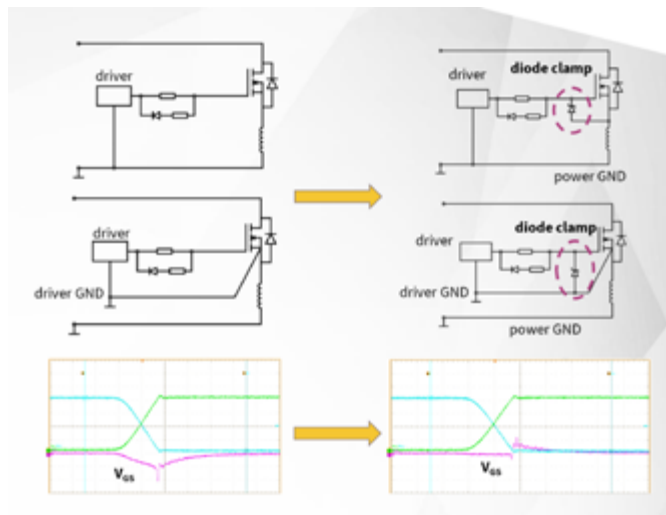 driver
diode clamp
driver
power GND
driver
driver GND
diode clamp
driver
driver GND
power GND
VGS
VGS